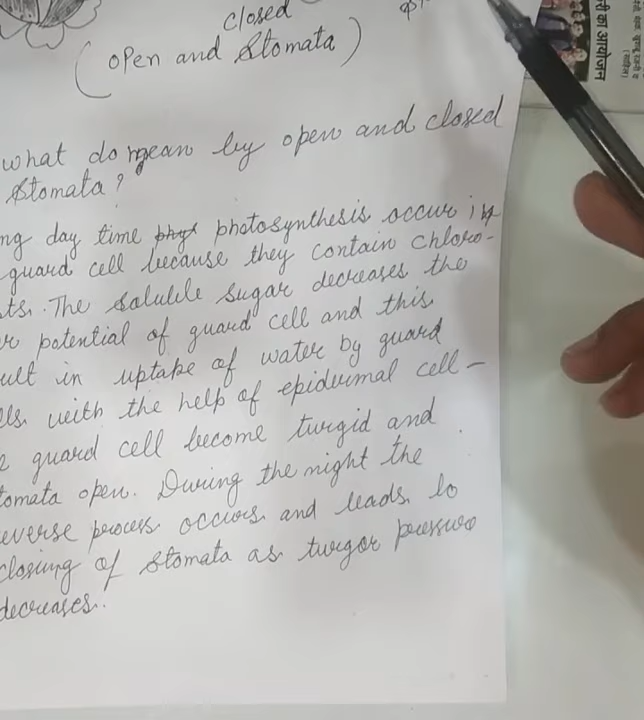 closed
(open and Stomata)
what do mean by open and closed
Stomata?
ng day time photosynthesis occur in
guard cell because they contain chloro-
ts. The soluble sugar decreases the
r potential of guard cell and this
ult in uptake of water by guard
lls with the help of epidermal cell -
e guard cell become turgid and
tomata open. During the night the
everse process occurs and leads to
closing of stomata as turgor pressure
decreases.
का आयोजन